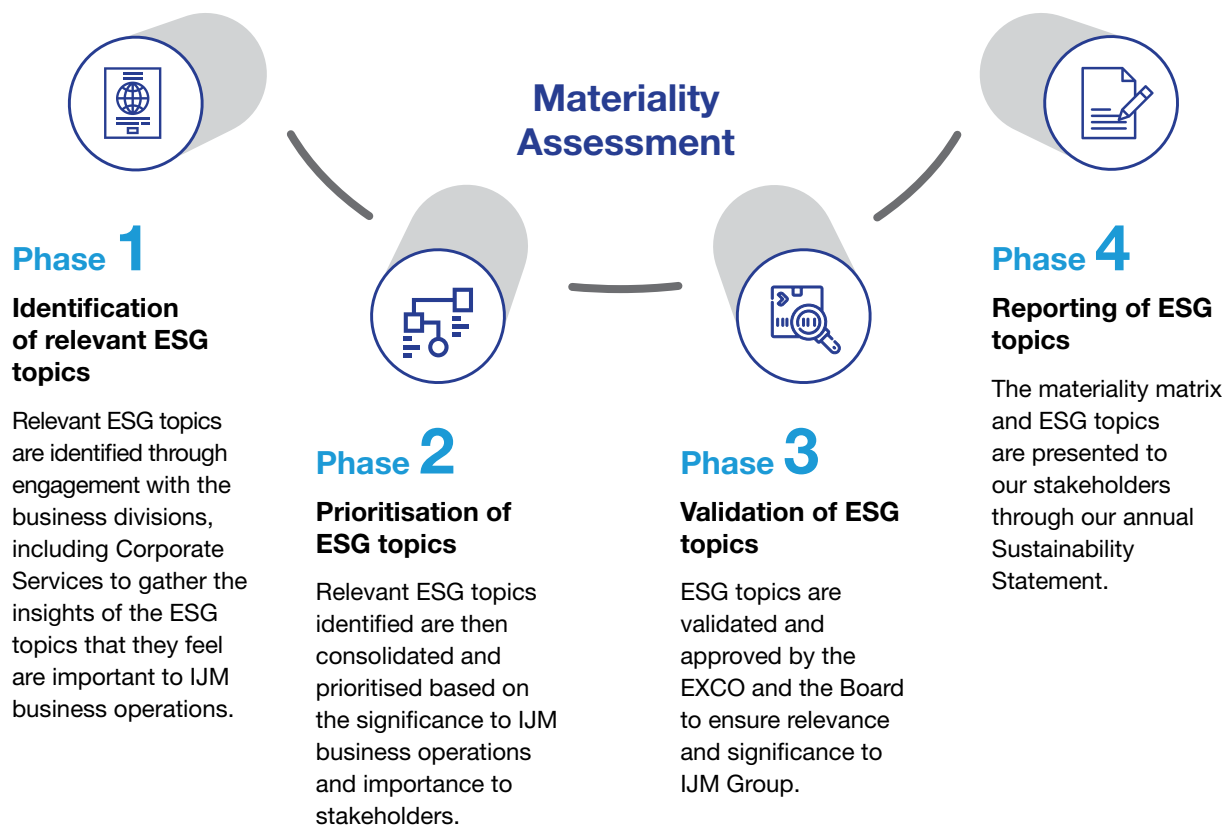 Materiality
Assessment
Phase 1
Identification
of relevant ESG
topics
Relevant ESG topics
are identified through
engagement with the
business divisions,
including Corporate
Services to gather the
insights of the ESG
topics that they feel
are important to IJM
business operations.
Phase 2
Prioritisation of
ESG topics
Relevant ESG topics
identified are then
consolidated and
prioritised based on
the significance to IJM
business operations
and importance to
stakeholders.
Phase 3
Validation of ESG
topics
ESG topics are
validated and
approved by the
EXCO and the Board
to ensure relevance
and significance to
IJM Group.
Phase 4
Reporting of ESG
topics
The materiality matrix
and ESG topics
are presented to
our stakeholders
through our annual
Sustainability
Statement.